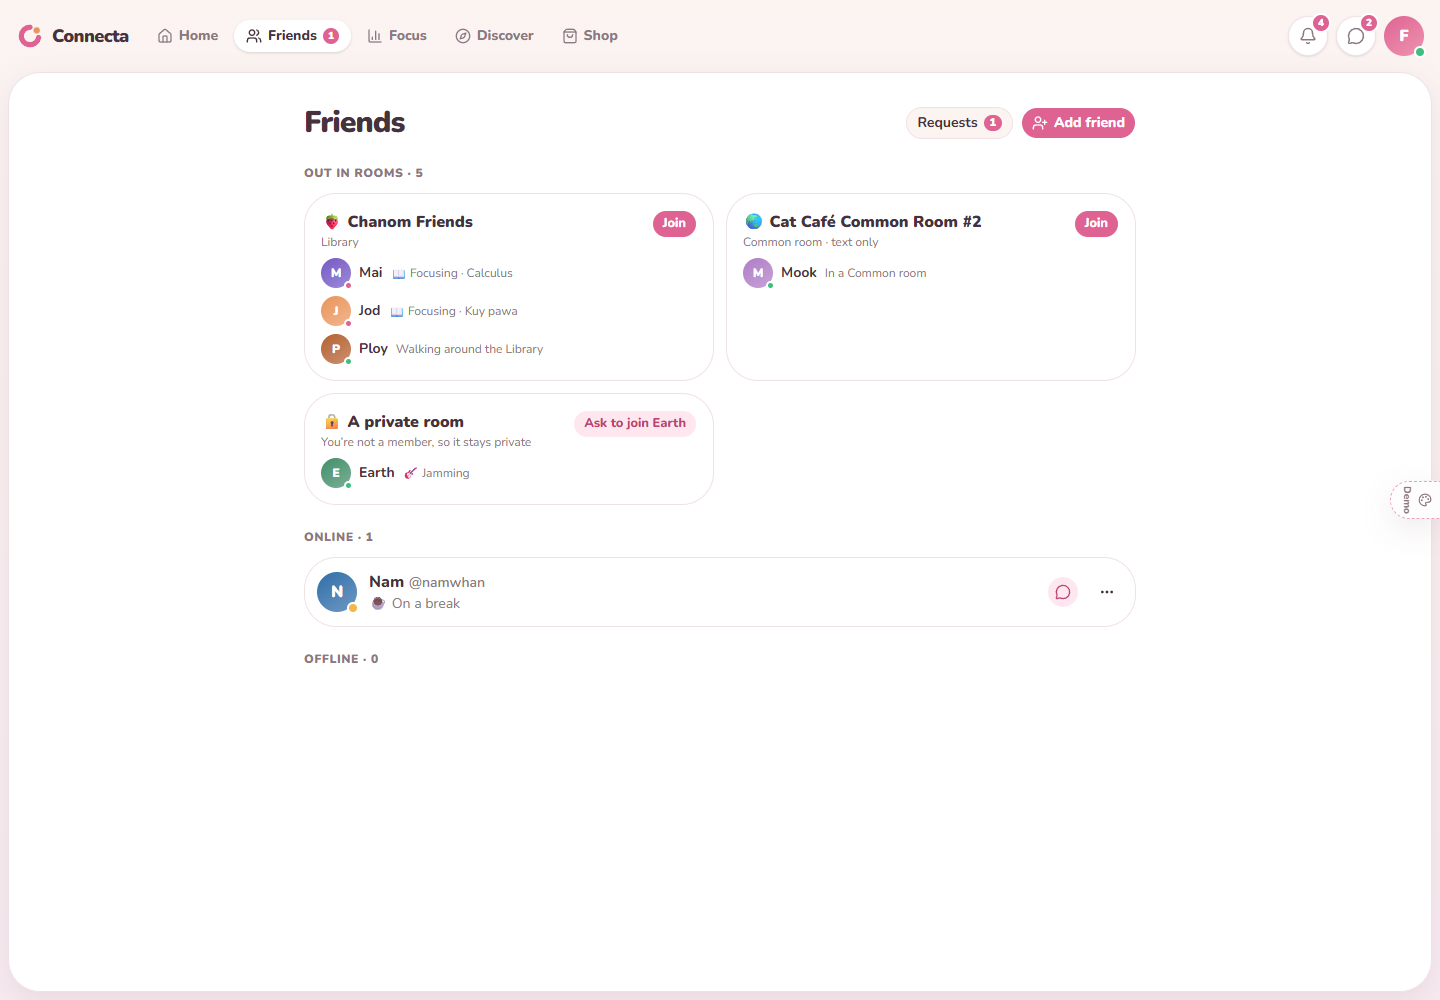 Connecta
Home
Friends 1
Focus
Discover
Shop
4
2
F
Friends
Requests 1
Add friend
OUT IN ROOMS · 5
Chanom Friends
Join
Library
M Mai Focusing · Calculus
J Jod Focusing · Kuy pawa
P Ploy Walking around the Library
Cat Café Common Room #2
Join
Common room · text only
M Mook In a Common room
A private room
Ask to join Earth
You're not a member, so it stays private
E Earth Jamming
Demo
ONLINE · 1
N Nam @namwhan
On a break
OFFLINE · 0